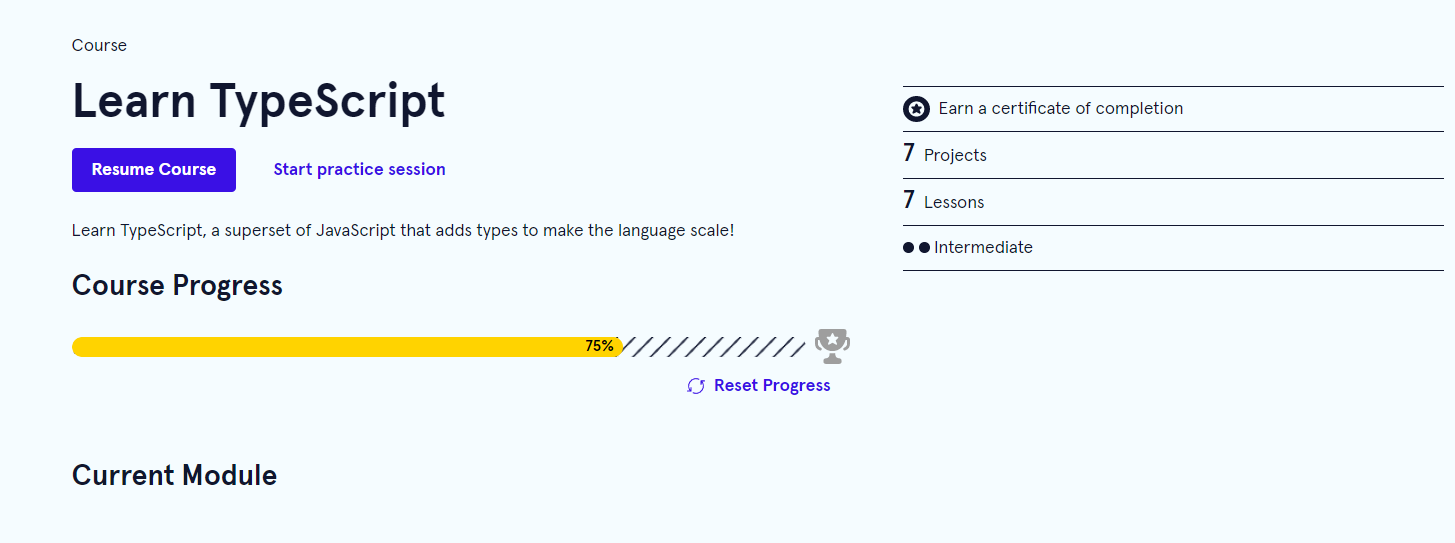 Course
Learn TypeScript
Resume Course
Start practice session
Learn TypeScript, a superset of JavaScript that adds types to make the language scale!
Course Progress
75%
Reset Progress
Current Module
Earn a certificate of completion
7 Projects
7 Lessons
Intermediate